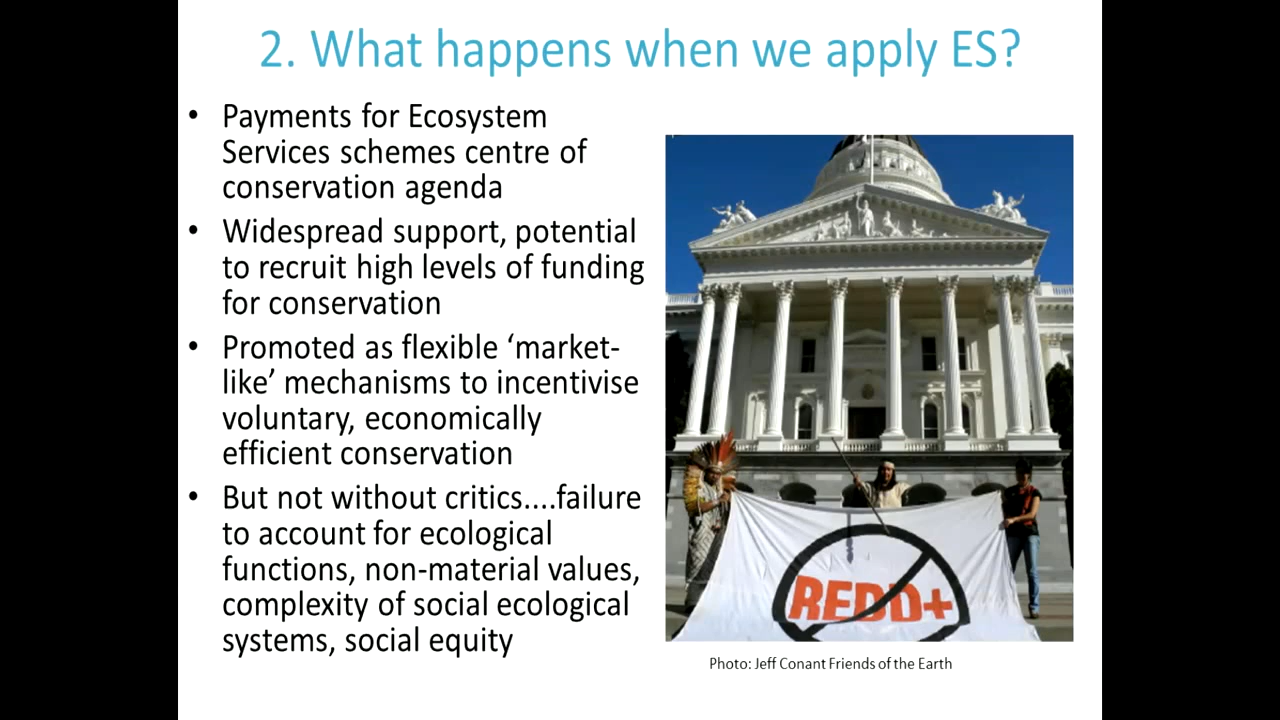 2. What happens when we apply ES?
• Payments for Ecosystem
Services schemes centre of
conservation agenda
• Widespread support, potential
to recruit high levels of funding
for conservation
• Promoted as flexible ‘market-
like’ mechanisms to incentivise
voluntary, economically
efficient conservation
• But not without critics....failure
to account for ecological
functions, non-material values,
complexity of social ecological
systems, social equity
REDD+
Photo: Jeff Conant Friends of the Earth